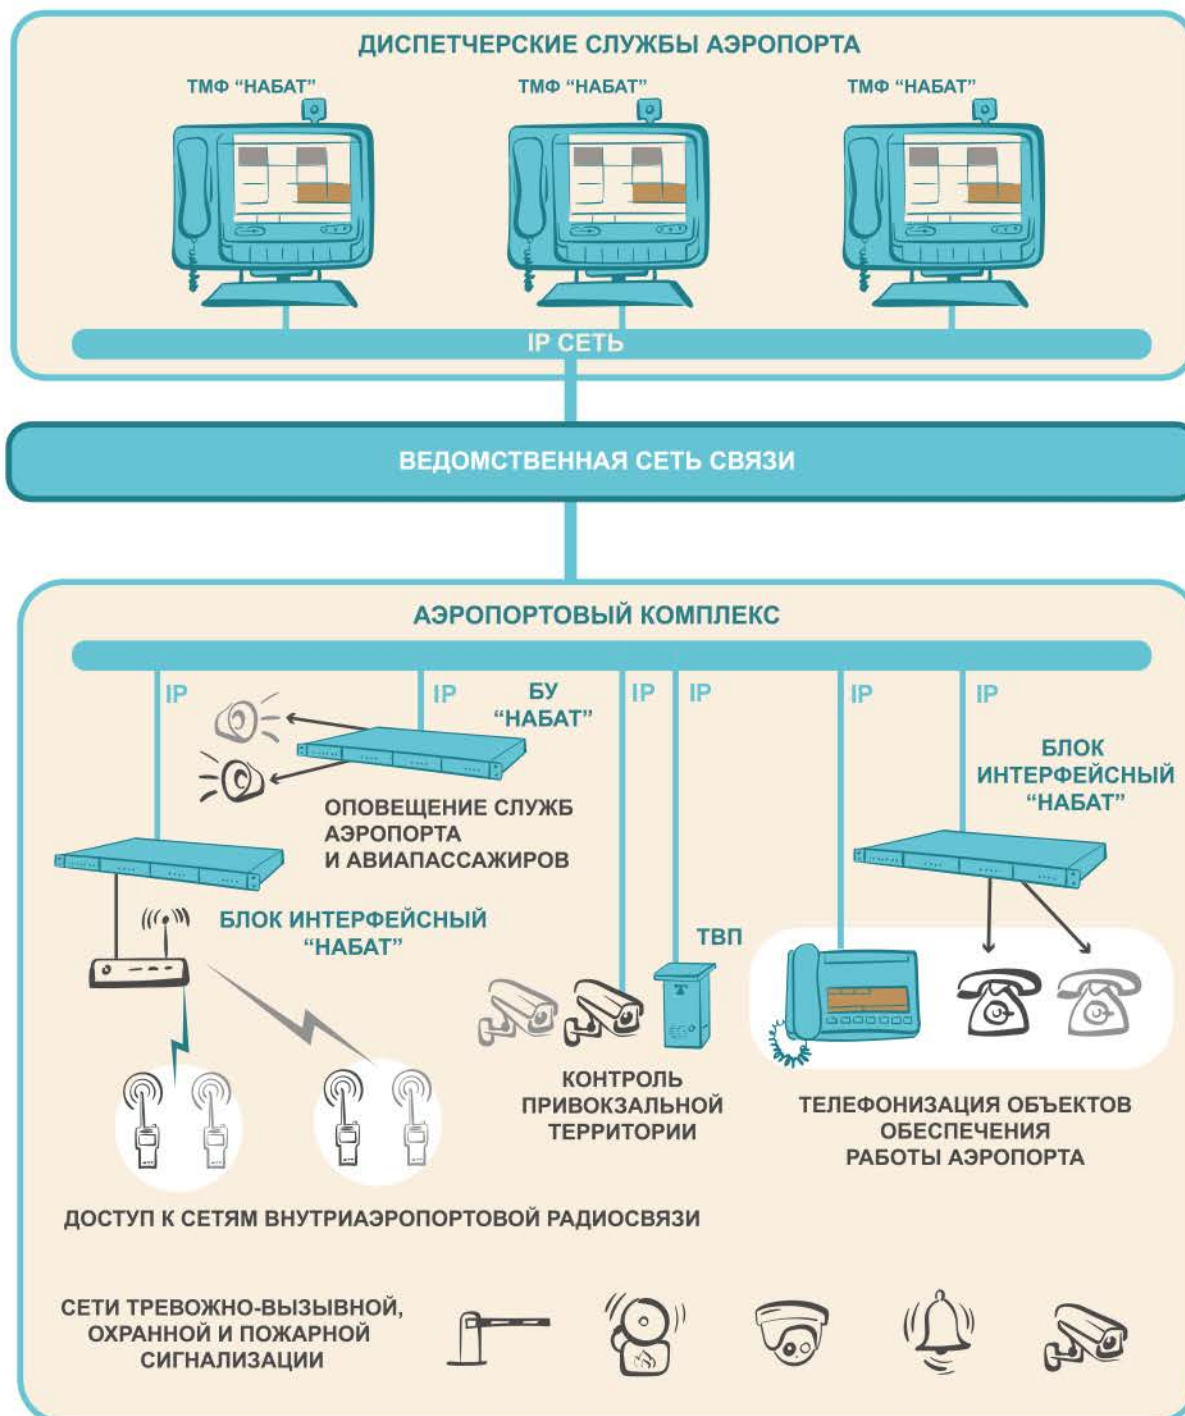 ДИСПЕТЧЕРСКИЕ СЛУЖБЫ АЭРОПОРТА
ТМФ “НАБАТ”
ТМФ “НАБАТ”
ТМФ “НАБАТ”
IP СЕТЬ
ВЕДОМСТВЕННАЯ СЕТЬ СВЯЗИ
АЭРОПОРТОВЫЙ КОМПЛЕКС
IP
IP
БУ
“НАБАТ”
IP
IP
IP
IP
БЛОК
ИНТЕРФЕЙСНЫЙ
“НАБАТ”
ОПОВЕЩЕНИЕ СЛУЖБ
АЭРОПОРТА
И АВИАПАССАЖИРОВ
БЛОК ИНТЕРФЕЙСНЫЙ
“НАБАТ”
ТВП
КОНТРОЛЬ
ПРИВОКЗАЛЬНОЙ
ТЕРРИТОРИИ
ТЕЛЕФОНИЗАЦИЯ ОБЪЕКТОВ
ОБЕСПЕЧЕНИЯ
РАБОТЫ АЭРОПОРТА
ДОСТУП К СЕТЯМ ВНУТРИАЭРОПОРТОВОЙ РАДИОСВЯЗИ
СЕТИ ТРЕВОЖНО-ВЫЗЫВНОЙ,
ОХРАННОЙ И ПОЖАРНОЙ
СИГНАЛИЗАЦИИ